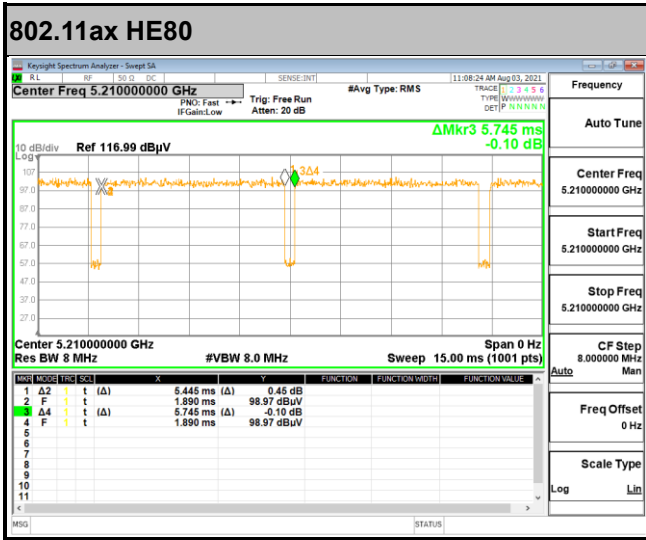 802.11ax HE80
Keysight Spectrum Analyzer - Swept SA
RL RF 50 Ω DC SENSE:INT 11:08:24 AM Aug 03, 2021
Center Freq 5.210000000 GHz #Avg Type: RMS TRACE 1 2 3 4 5 6
PNO: Fast Trig: Free Run TYPE WWWWWW
IFGain:Low Atten: 20 dB DET P N N N N N
ΔMkr3 5.745 ms
-0.10 dB
10 dB/div Ref 116.99 dBµV
Log
107
97.0
87.0
77.0
67.0
57.0
47.0
37.0
27.0
3Δ4
Center 5.210000000 GHz Span 0 Hz
Res BW 8 MHz #VBW 8.0 MHz Sweep 15.00 ms (1001 pts)
MKR MODE TRC SCL X Y FUNCTION FUNCTION WIDTH FUNCTION VALUE
1 Δ2 1 t (Δ) 5.445 ms (Δ) 0.45 dB
2 F 1 t 1.890 ms 98.97 dBµV
3 Δ4 1 t (Δ) 5.745 ms (Δ) -0.10 dB
4 F 1 t 1.890 ms 98.97 dBµV
5
6
7
8
9
10
11
MSG STATUS
Frequency
Auto Tune
Center Freq
5.210000000 GHz
Start Freq
5.210000000 GHz
Stop Freq
5.210000000 GHz
CF Step
8.000000 MHz
Auto Man
Freq Offset
0 Hz
Scale Type
Log Lin